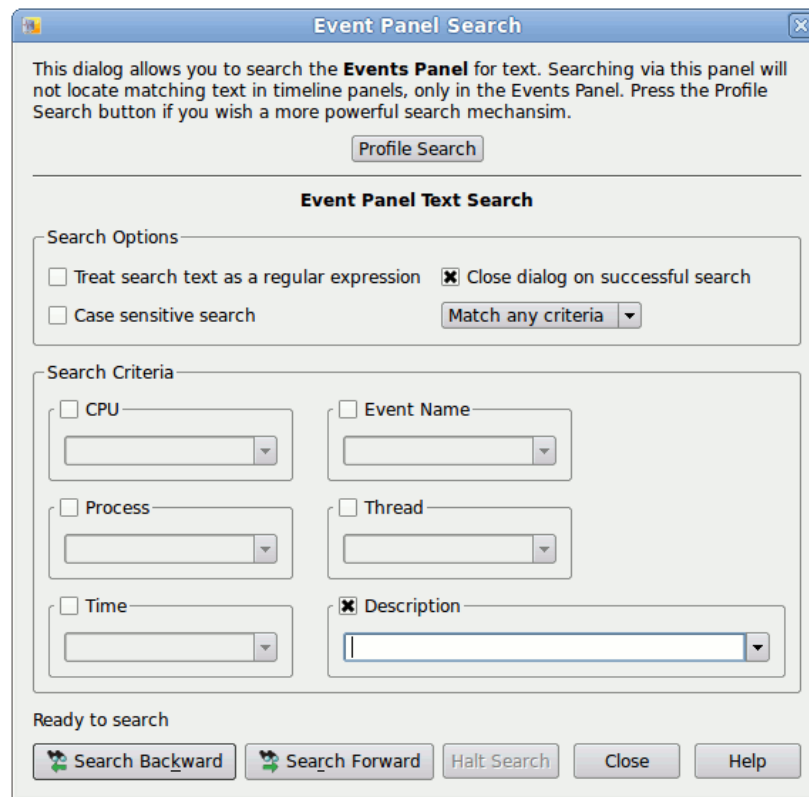 Event Panel Search
This dialog allows you to search the Events Panel for text. Searching via this panel will
not locate matching text in timeline panels, only in the Events Panel. Press the Profile
Search button if you wish a more powerful search mechansim.
Profile Search
Event Panel Text Search
Search Options
Treat search text as a regular expression Close dialog on successful search
Case sensitive search Match any criteria
Search Criteria
CPU Event Name
Process Thread
Time Description
Ready to search
Search Backward Search Forward Halt Search Close Help